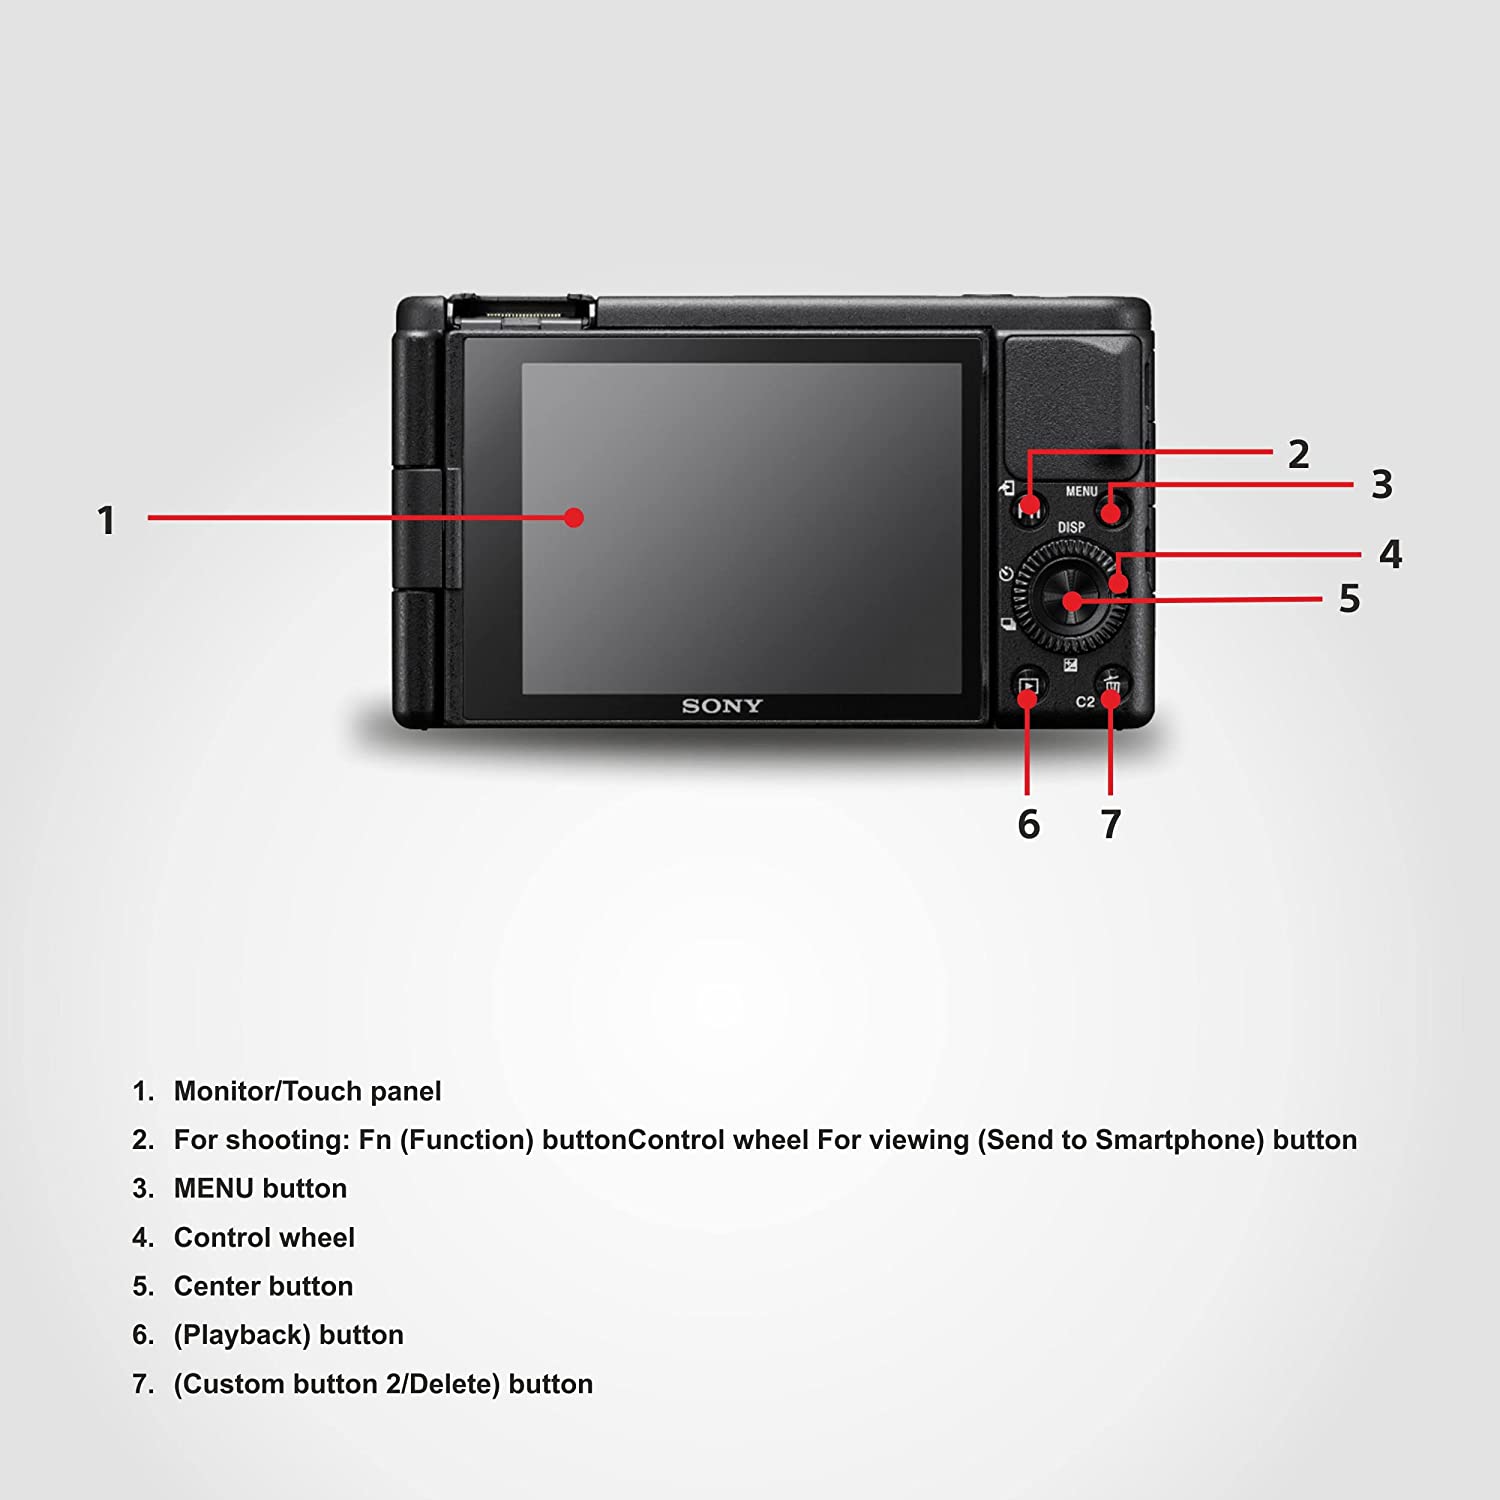 2
3
MENU
DISP
1
4
5
C2
SONY
6
7
1. Monitor/Touch panel
2. For shooting: Fn (Function) buttonControl wheel For viewing (Send to Smartphone) button
3. MENU button
4. Control wheel
5. Center button
6. (Playback) button
7. (Custom button 2/Delete) button